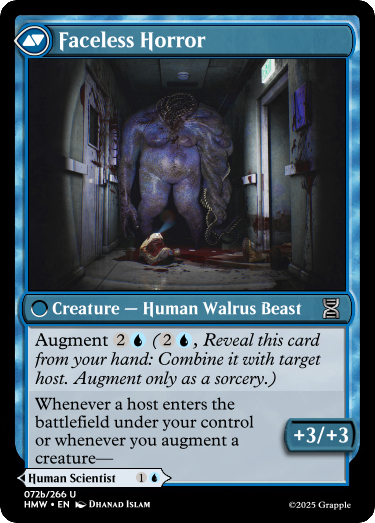 Faceless Horror
Creature — Human Walrus Beast
Augment 2 (2, Reveal this card
from your hand: Combine it with target
host. Augment only as a sorcery.)
Whenever a host enters the
battlefield under your control
or whenever you augment a
creature—
+3/+3
Human Scientist 1
072b/266 U
HMW • EN Dhanad Islam
©2025 Grapple